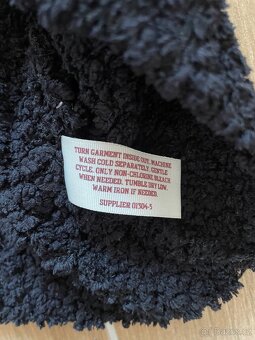 TURN GARMENT INSIDE OUT. MACHINE
WASH COLD SEPARATELY, GENTLE
CYCLE. ONLY NON-CHLORINE BLEACH
WHEN NEEDED. TUMBLE DRY LOW.
WARM IRON IF NEEDED.
SUPPLIER 01504-5